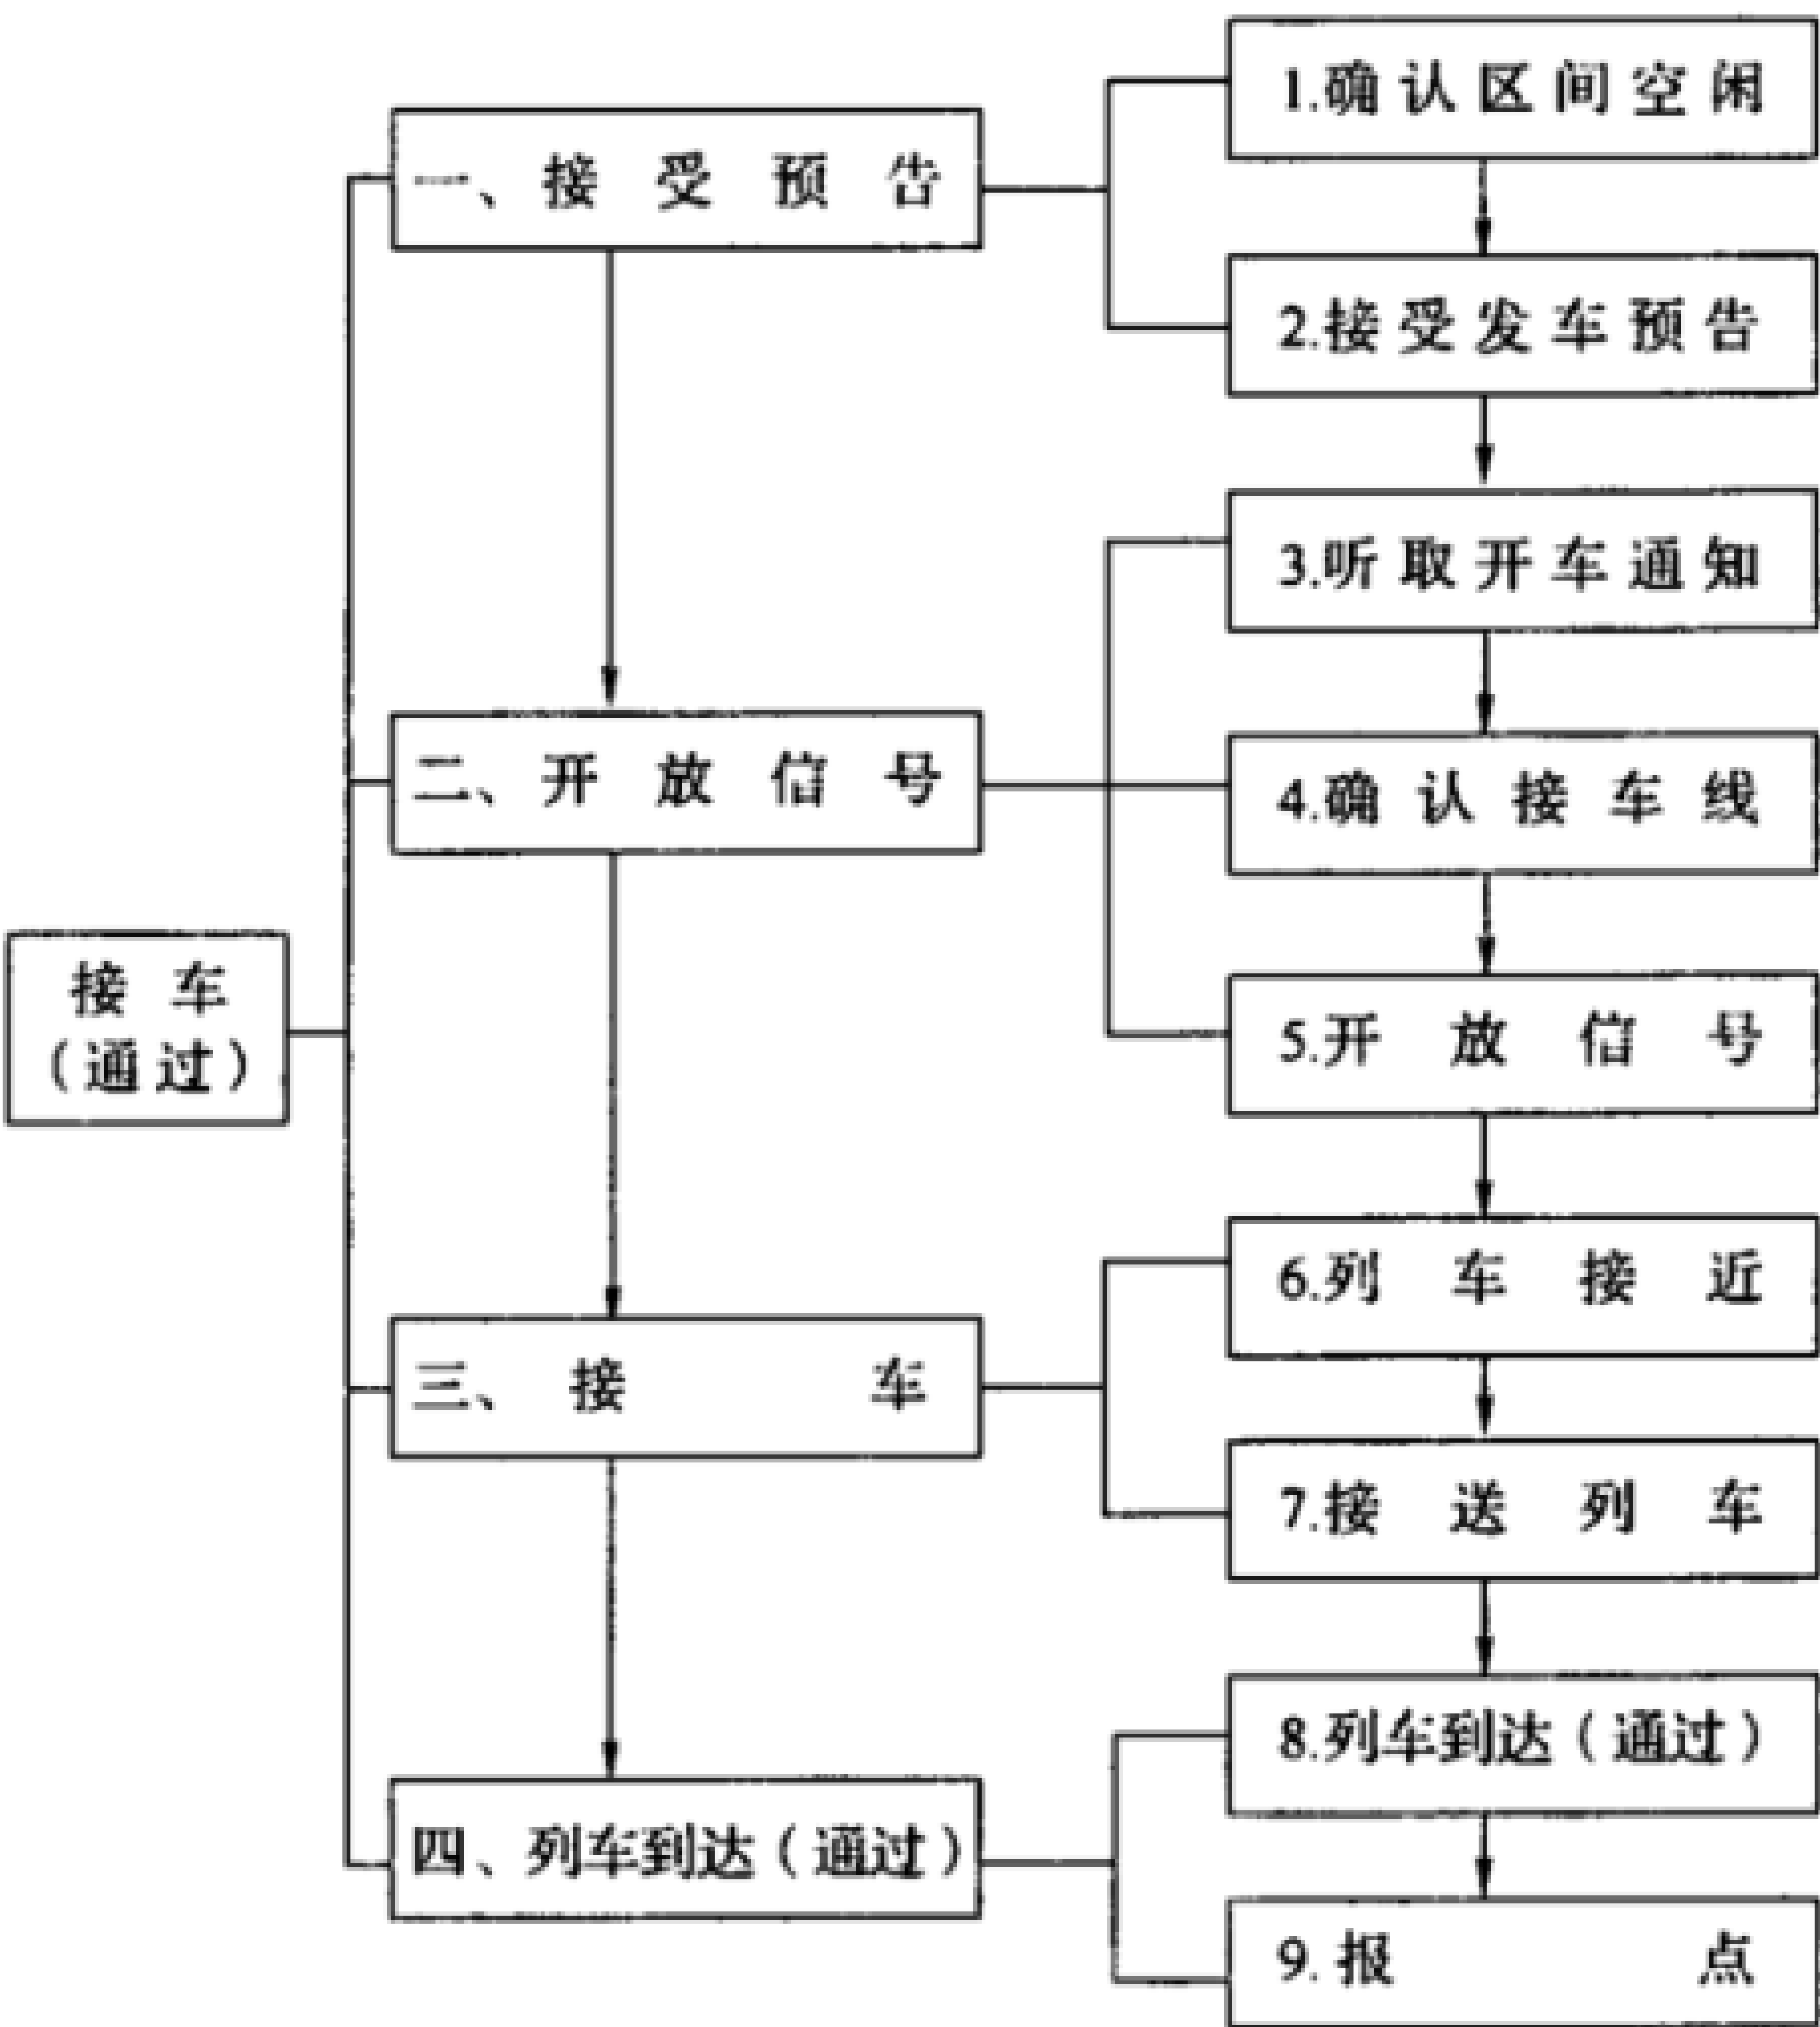 接车
(通过)
一、接受预告
二、开放信号
三、接车
四、列车到达(通过)
1.确认区间空闲
2.接受发车预告
3.听取开车通知
4.确认接车线
5.开放信号
6.列车接近
7.接送列车
8.列车到达(通过)
9.报点